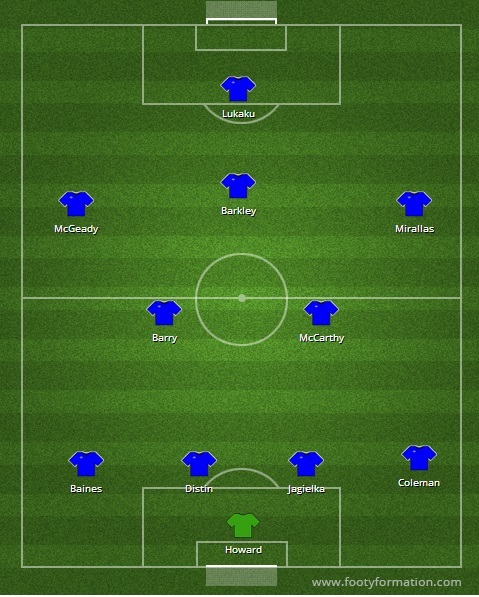 Lukaku
Barkley
McGeady
Mirallas
Barry
McCarthy
Baines
Distin
Jagielka
Coleman
Howard
www.footyformation.com